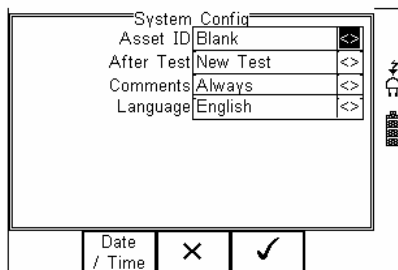 System Config
Asset ID Blank <>
After Test New Test <>
Comments Always <>
Language English <>
Date
/ Time